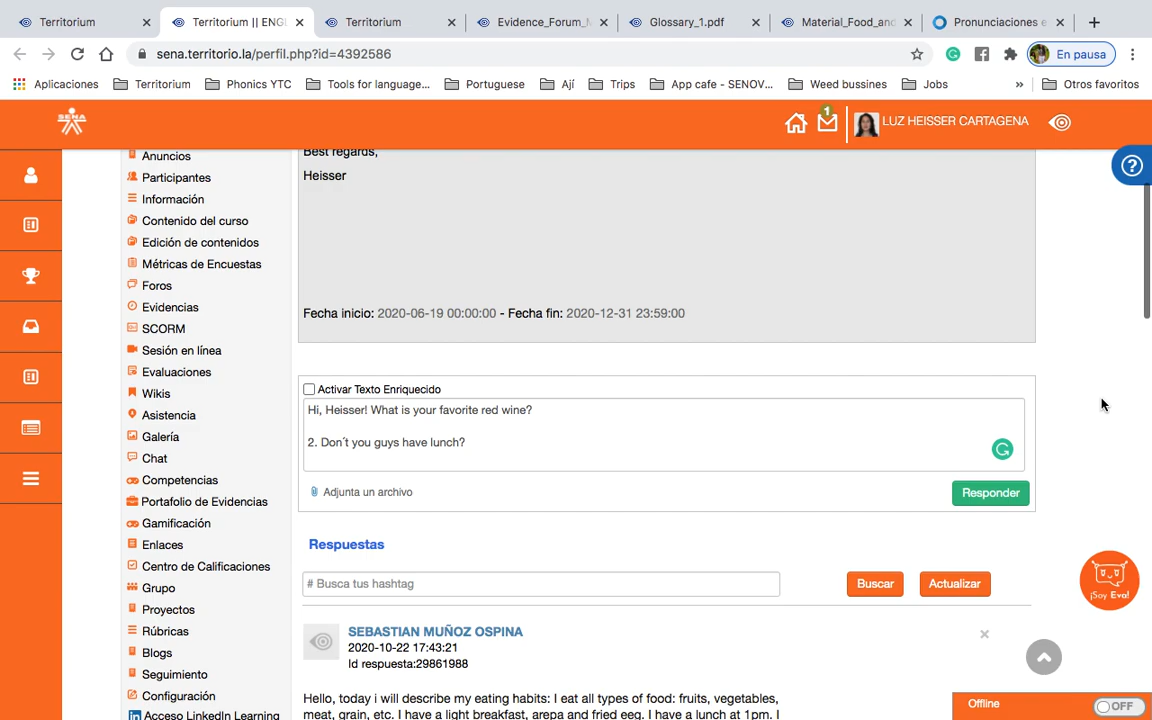 Territorium
Territorium || ENGL
Territorium
Evidence_Forum_M
Glossary_1.pdf
Material_Food_and
Pronunciaciones e
sena.territorio.la/perfil.php?id=4392586
En pausa
Aplicaciones
Territorium
Phonics YTC
Tools for language...
Portuguese
Ají
Trips
App cafe - SENOV...
Weed bussines
Jobs
»
Otros favoritos
SENA
1
LUZ HEISSER CARTAGENA
Anuncios
Participantes
Información
Contenido del curso
Edición de contenidos
Métricas de Encuestas
Foros
Evidencias
SCORM
Sesión en línea
Evaluaciones
Wikis
Asistencia
Galería
Chat
Competencias
Portafolio de Evidencias
Gamificación
Enlaces
Centro de Calificaciones
Grupo
Proyectos
Rúbricas
Blogs
Seguimiento
Configuración
Acceso LinkedIn Learning
Best regards,
Heisser
Fecha inicio: 2020-06-19 00:00:00 - Fecha fin: 2020-12-31 23:59:00
Activar Texto Enriquecido
Hi, Heisser! What is your favorite red wine?
2. Don´t you guys have lunch?
Adjunta un archivo
Responder
Respuestas
# Busca tus hashtag
Buscar
Actualizar
SEBASTIAN MUÑOZ OSPINA
2020-10-22 17:43:21
Id respuesta:29861988
Hello, today i will describe my eating habits: I eat all types of food: fruits, vegetables,
meat, grain, etc. I have a light breakfast, arepa and fried eeg. I have a lunch at 1pm. I
¡Soy Eva!
Offline
OFF